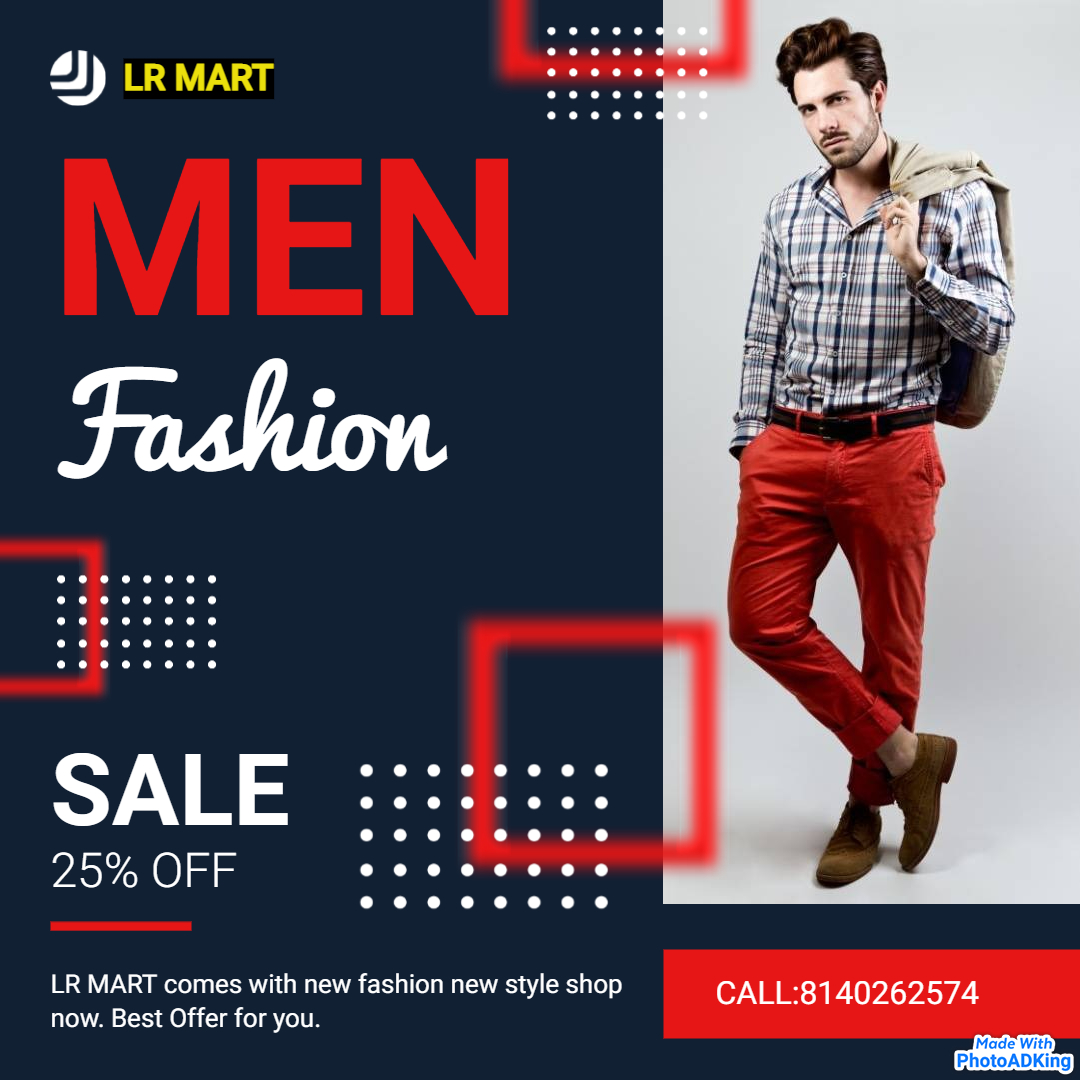 LR MART
MEN
Fashion
SALE
25% OFF
LR MART comes with new fashion new style shop
now. Best Offer for you.
CALL:8140262574
Made With
PhotoADKing